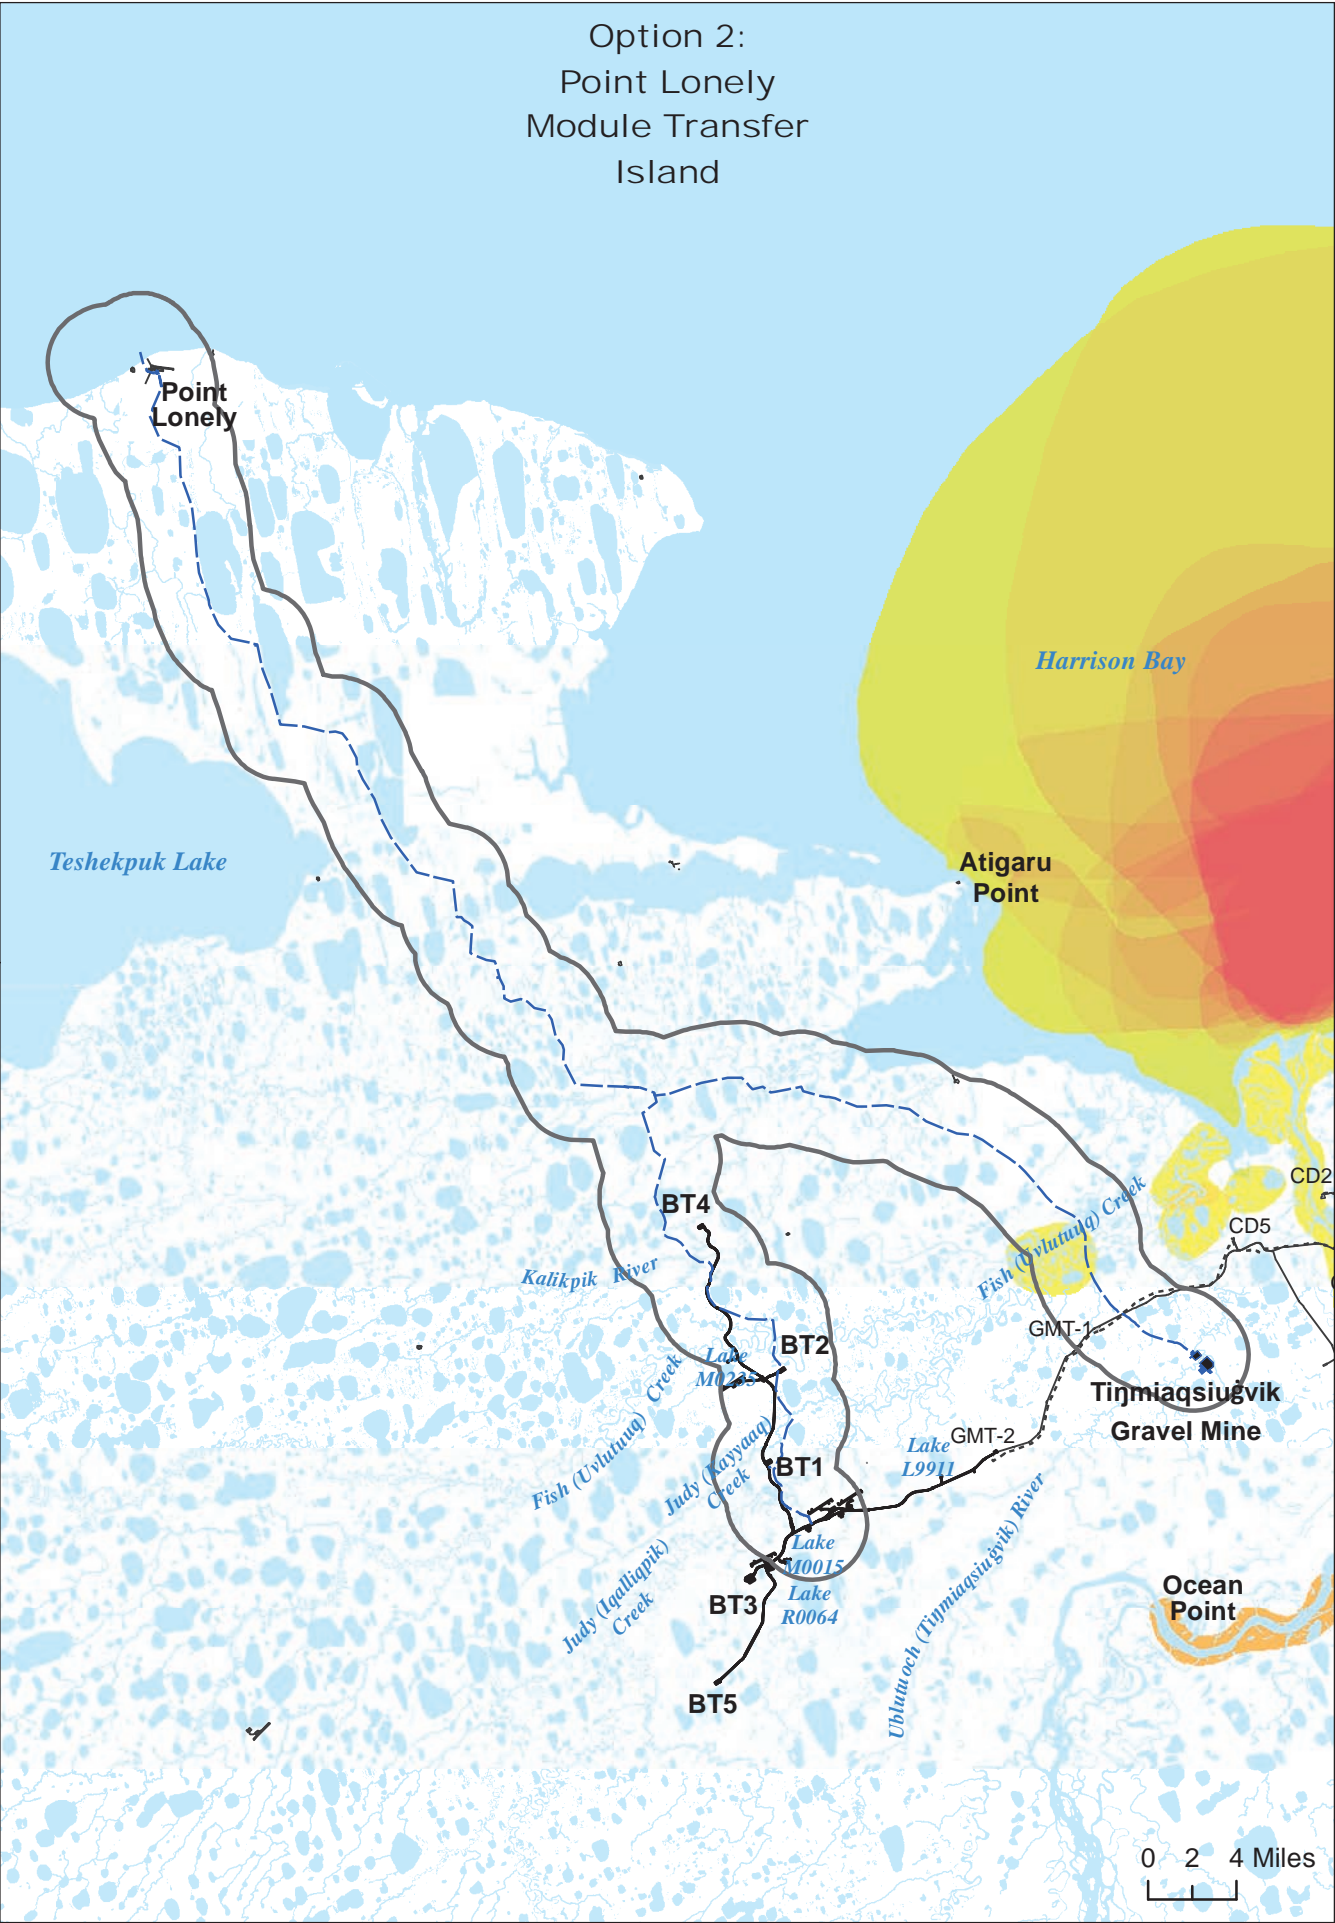 Option 2:
Point Lonely
Module Transfer
Island
Point
Lonely
Harrison Bay
Teshekpuk Lake
Atigaru
Point
CD2
BT4
CD5
Fish (Uvlutuuq) Creek
Kalikpik River
GMT-1
BT2
Lake
M0235
Tiŋmiaqsiuġvik
Gravel Mine
Fish (Uvlutuuq) Creek
Judy (Kayyaaq)
Creek
GMT-2
Lake
L9911
BT1
Lake
M0015
Judy (Iqalliqpik)
Creek
BT3
Lake
R0064
Ublutuoch (Tiŋmiaqsiuġvik) River
Ocean
Point
BT5
0 2 4 Miles